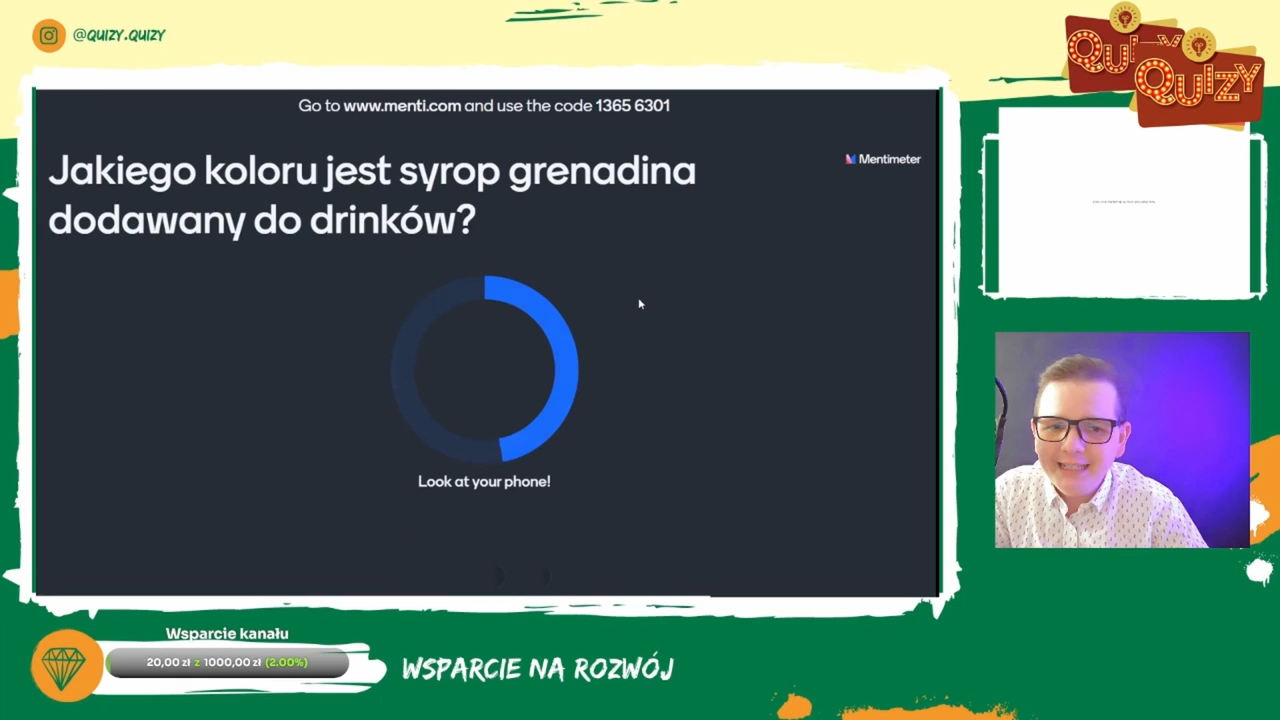 @QUIZY.QUIZY
QUIZY
Go to www.menti.com and use the code 1365 6301
Mentimeter
Jakiego koloru jest syrop grenadina
dodawany do drinków?
Look at your phone!
Wsparcie kanału
20,00 zł z 1000,00 zł (2.00%)
WSPARCIE NA ROZWÓJ